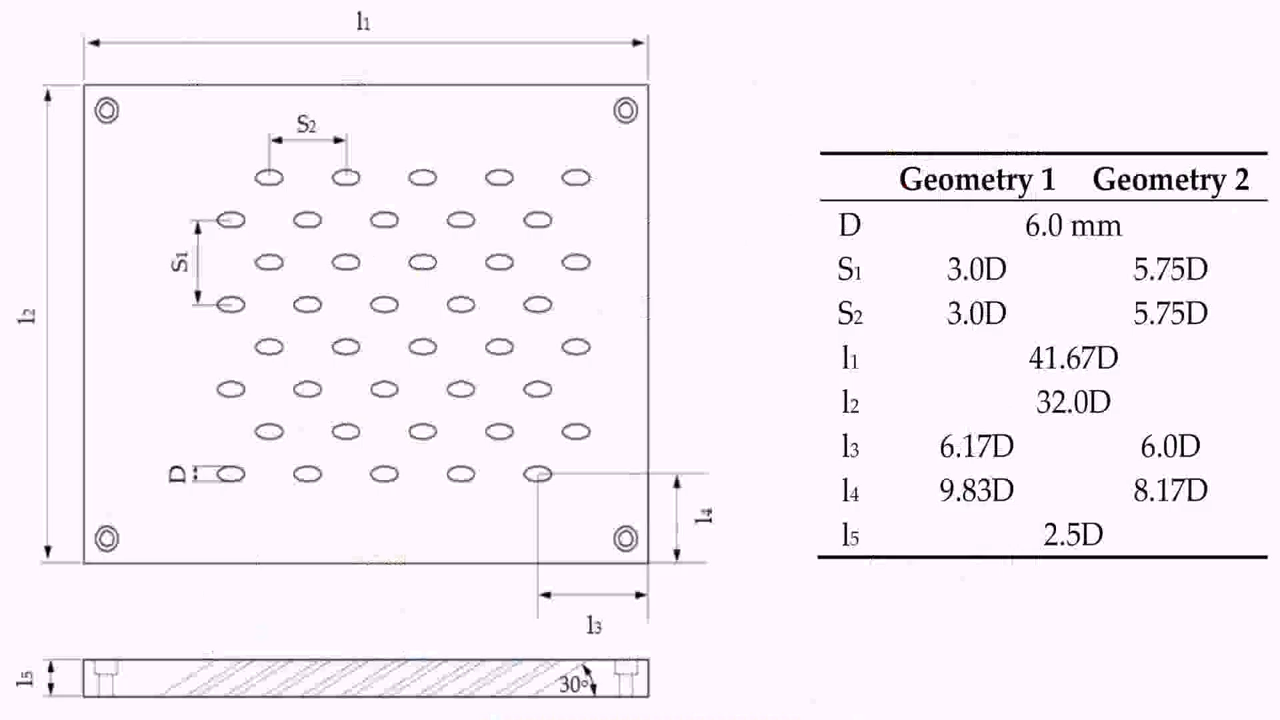 l1
S2
l2
S1
D
l4
l3
l5
30°
Geometry 1 Geometry 2
D 6.0 mm
S1 3.0D 5.75D
S2 3.0D 5.75D
l1 41.67D
l2 32.0D
l3 6.17D 6.0D
l4 9.83D 8.17D
l5 2.5D